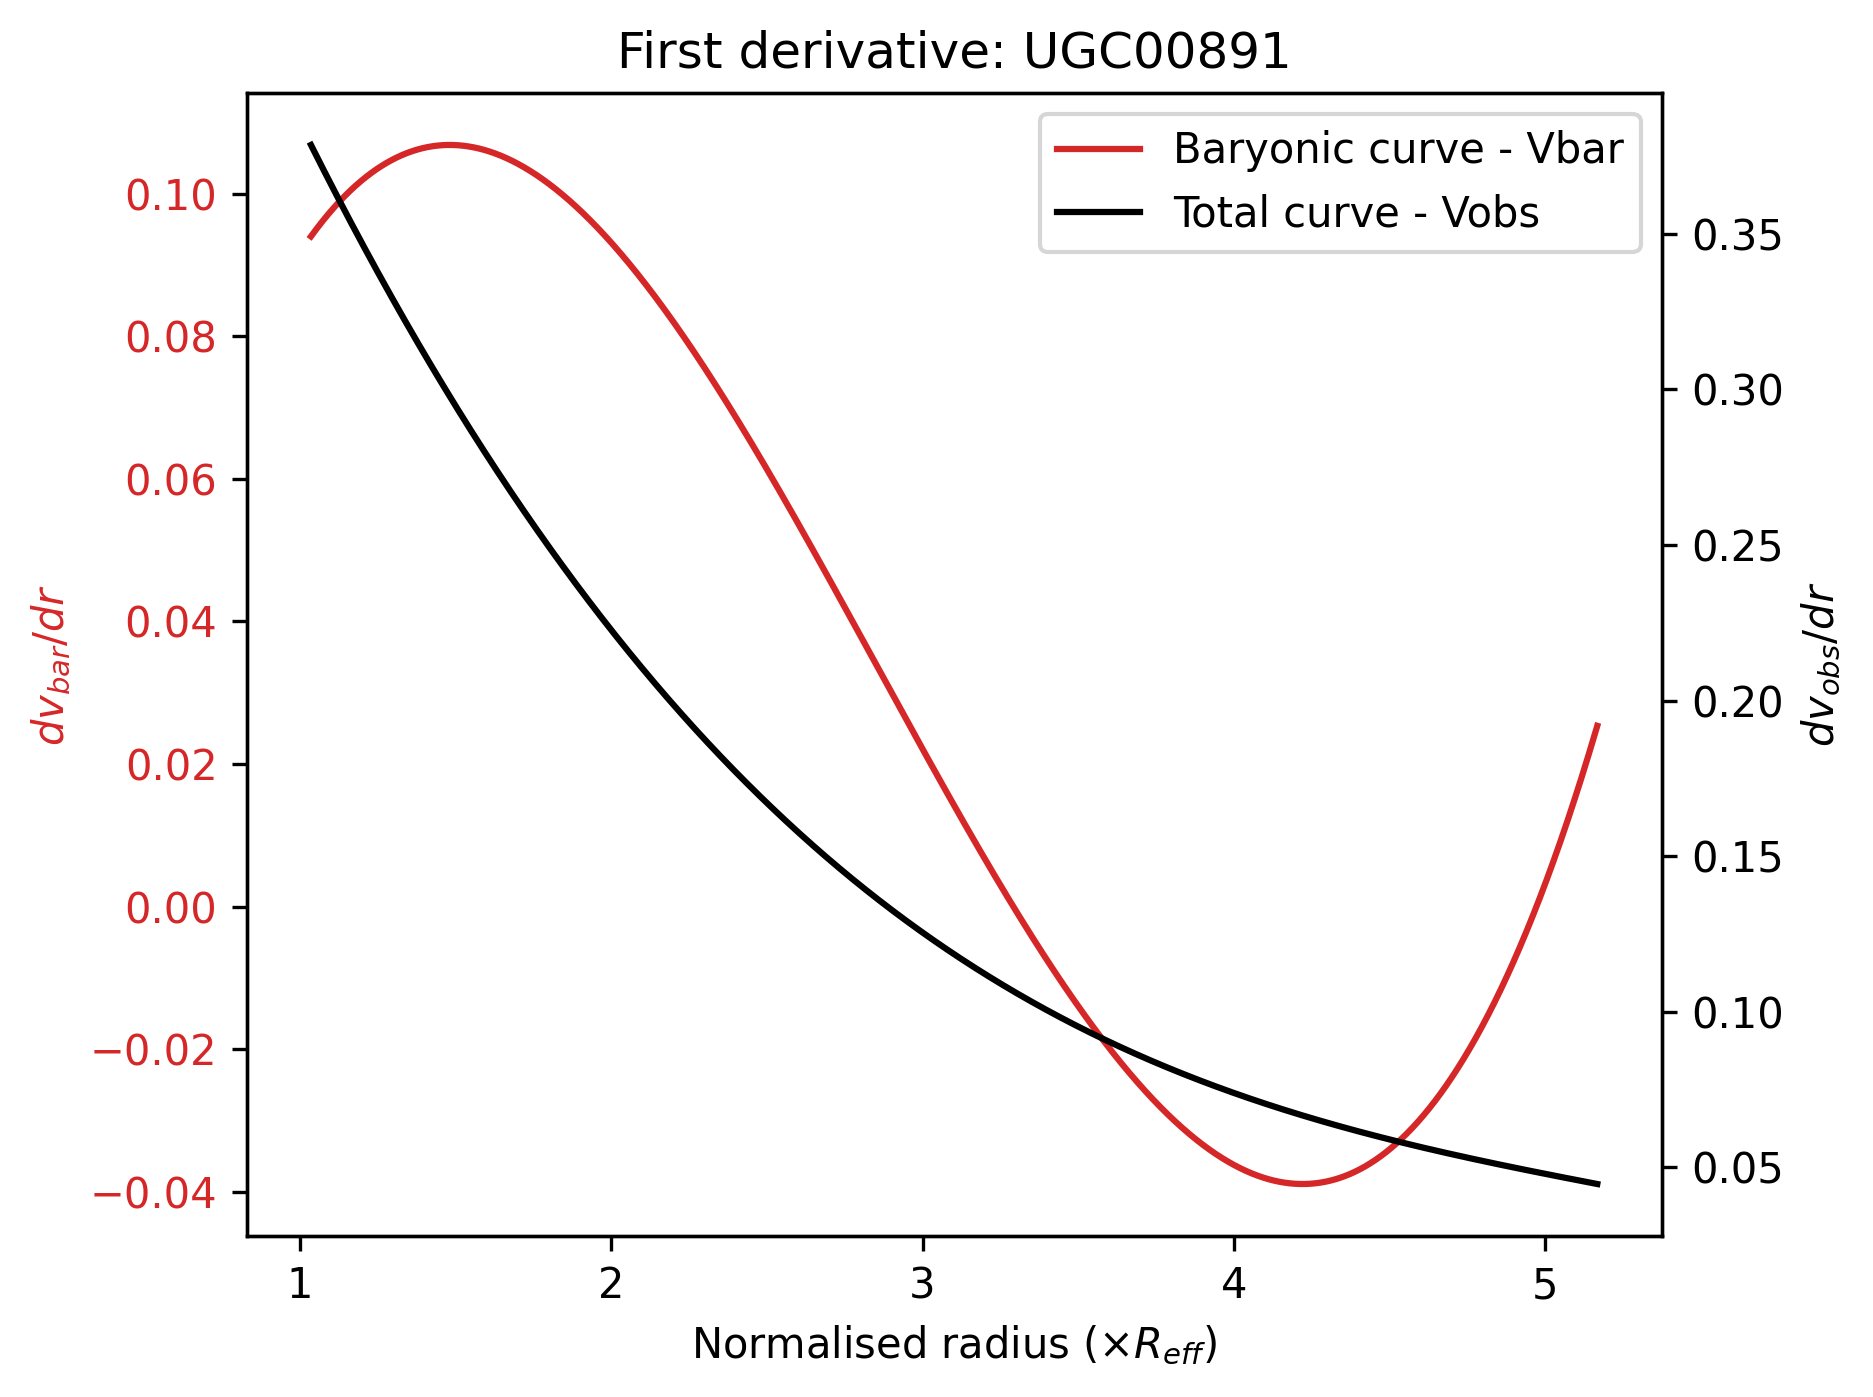 First derivative: UGC00891
Baryonic curve - Vbar
Total curve - Vobs
0.10
0.08
0.06
0.04
0.02
0.00
−0.02
−0.04
dv_bar/dr
0.35
0.30
0.25
0.20
0.15
0.10
0.05
dv_obs/dr
1 2 3 4 5
Normalised radius (×R_eff)